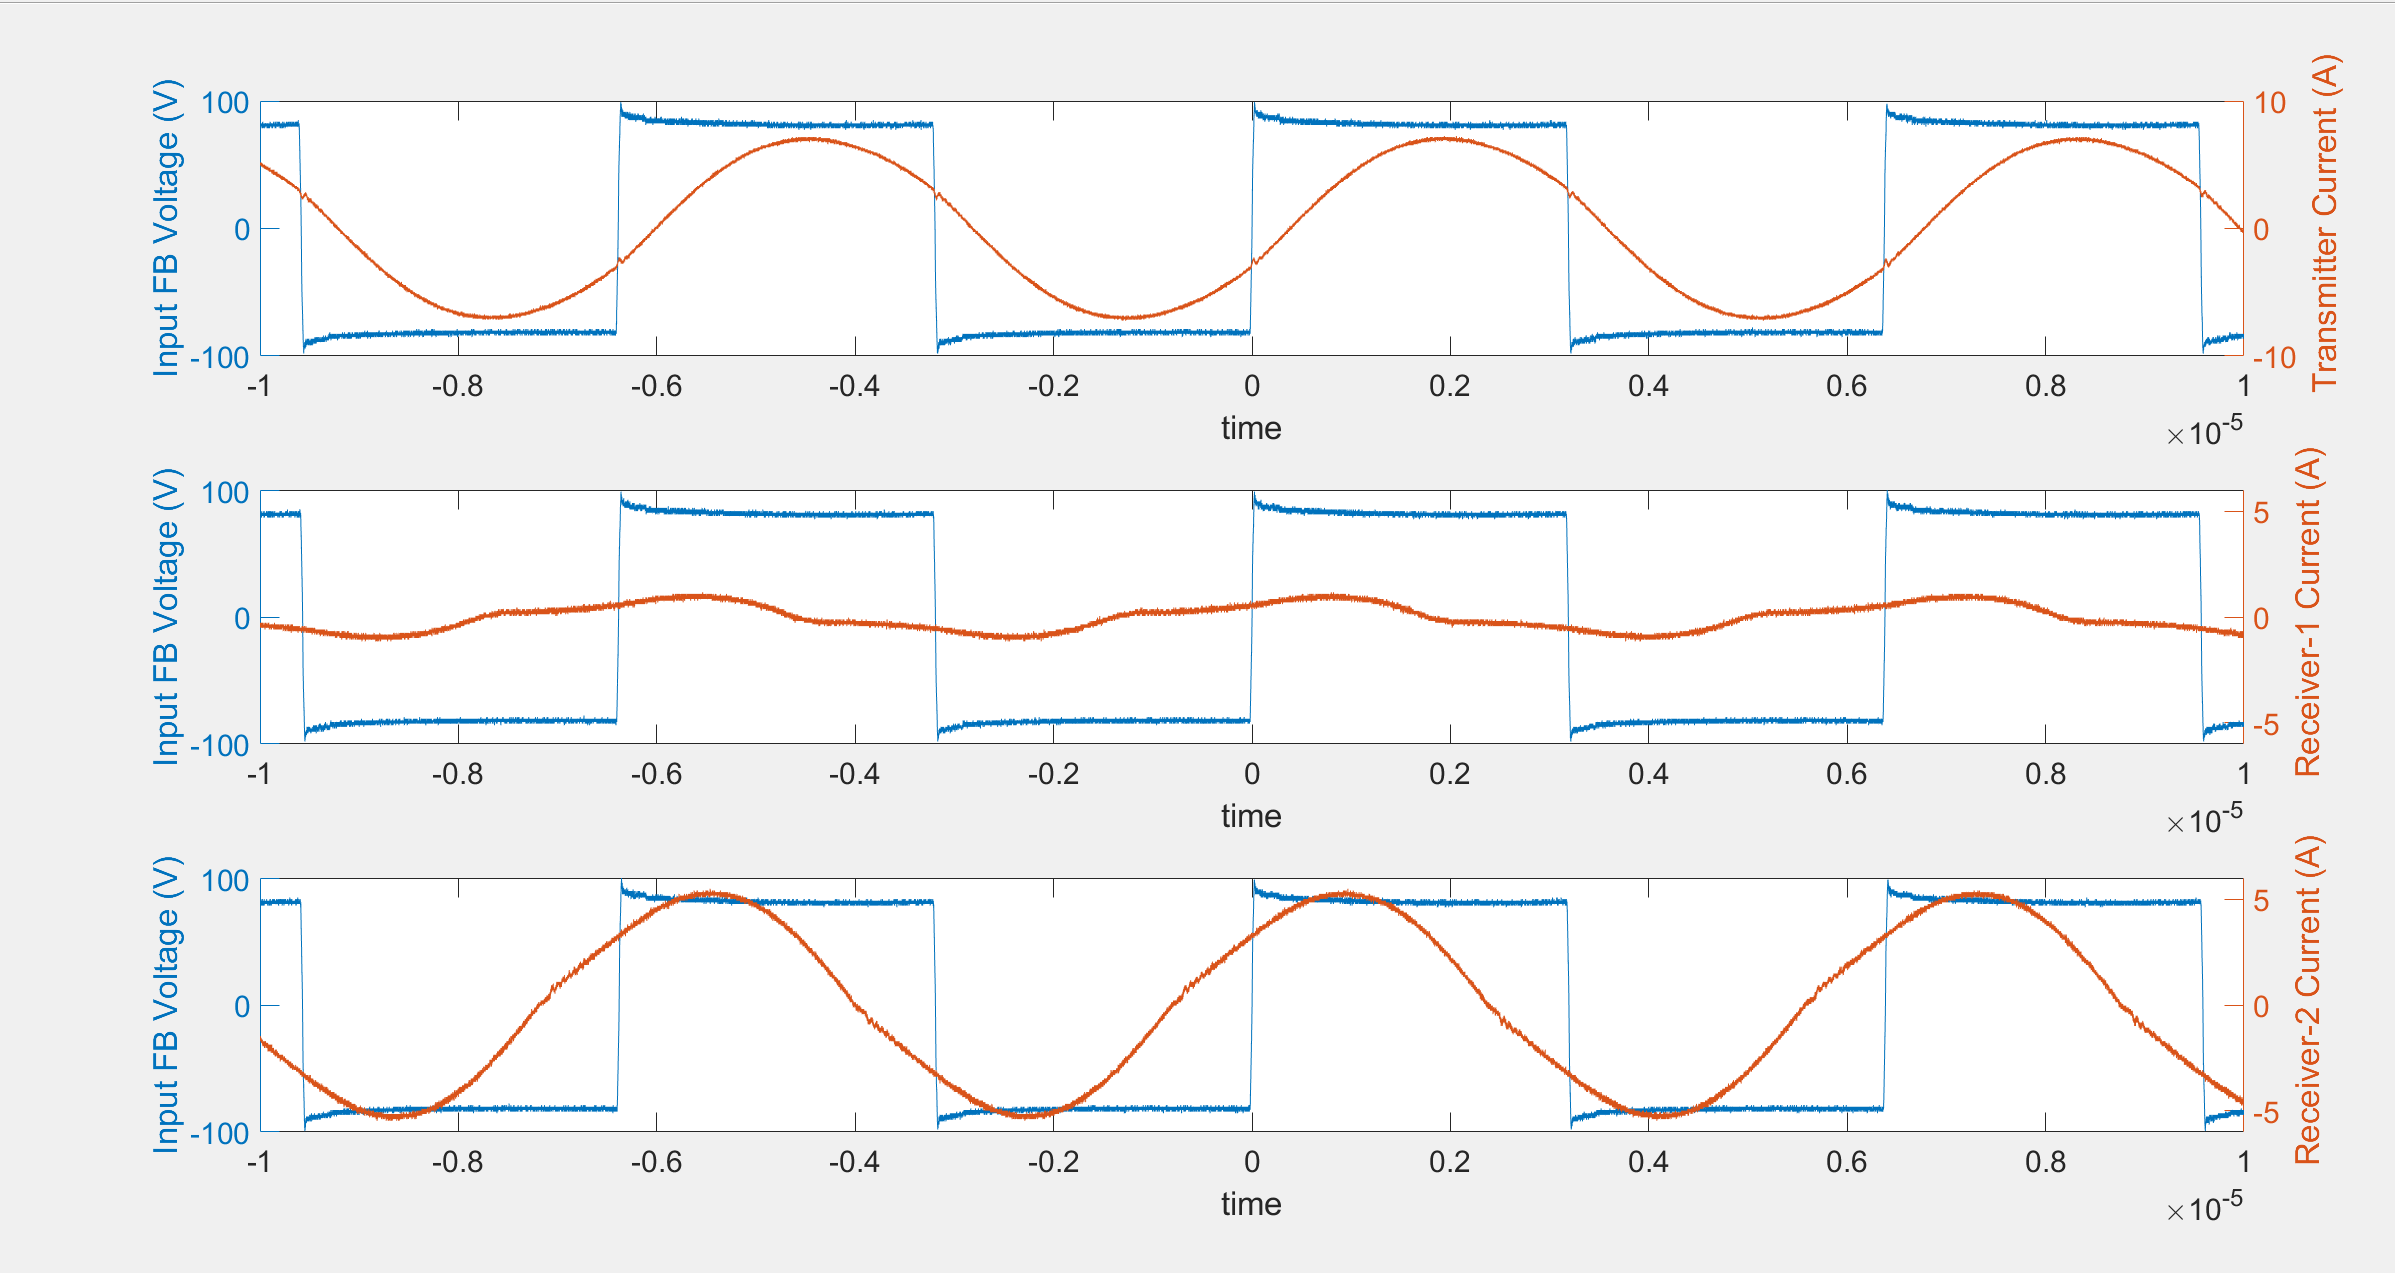 Input FB Voltage (V)
100
0
-100
Transmitter Current (A)
10
0
-10
-1 -0.8 -0.6 -0.4 -0.2 0 0.2 0.4 0.6 0.8 1
time
×10-5
Input FB Voltage (V)
100
0
-100
Receiver-1 Current (A)
5
0
-5
-1 -0.8 -0.6 -0.4 -0.2 0 0.2 0.4 0.6 0.8 1
time
×10-5
Input FB Voltage (V)
100
0
-100
Receiver-2 Current (A)
5
0
-5
-1 -0.8 -0.6 -0.4 -0.2 0 0.2 0.4 0.6 0.8 1
time
×10-5